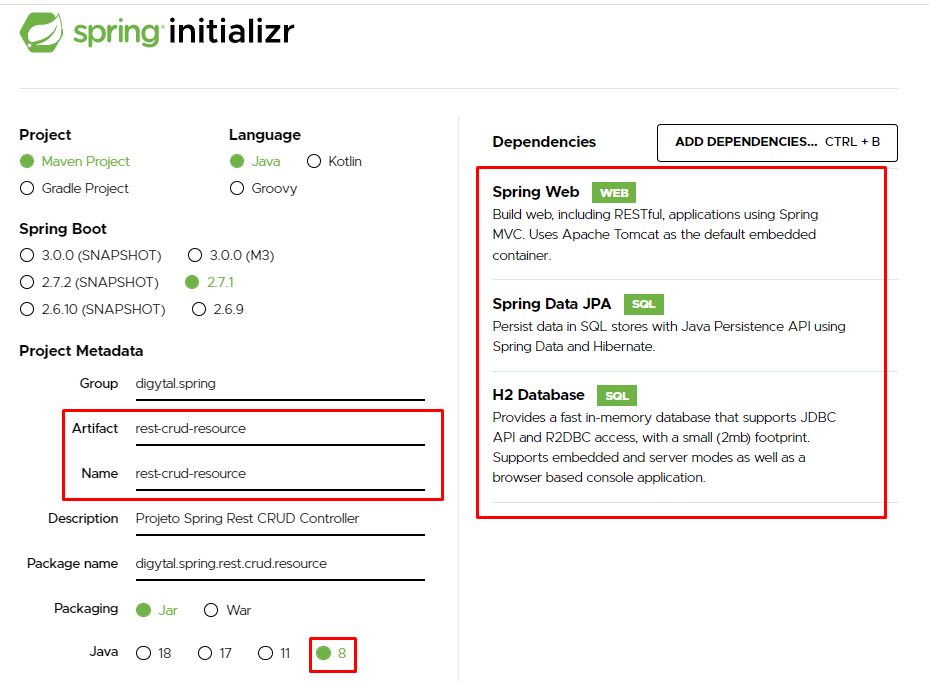 spring initializr
Project
Maven Project
Gradle Project
Language
Java Kotlin
Groovy
Spring Boot
3.0.0 (SNAPSHOT) 3.0.0 (M3)
2.7.2 (SNAPSHOT) 2.7.1
2.6.10 (SNAPSHOT) 2.6.9
Project Metadata
Group digytal.spring
Artifact rest-crud-resource
Name rest-crud-resource
Description Projeto Spring Rest CRUD Controller
Package name digytal.spring.rest.crud.resource
Packaging Jar War
Java 18 17 11 8
Dependencies ADD DEPENDENCIES... CTRL + B
Spring Web WEB
Build web, including RESTful, applications using Spring
MVC. Uses Apache Tomcat as the default embedded
container.
Spring Data JPA SQL
Persist data in SQL stores with Java Persistence API using
Spring Data and Hibernate.
H2 Database SQL
Provides a fast in-memory database that supports JDBC
API and R2DBC access, with a small (2mb) footprint.
Supports embedded and server modes as well as a
browser based console application.